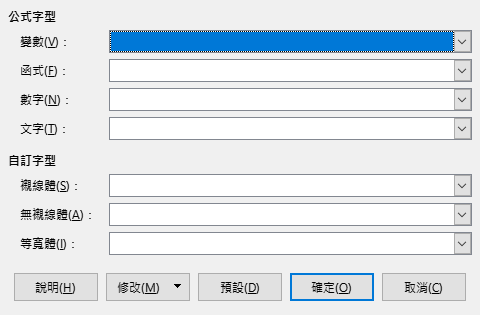 公式字型
變數(V)：
函式(F)：
數字(N)：
文字(T)：
自訂字型
襯線體(S)：
無襯線體(A)：
等寬體(I)：
說明(H) 修改(M) 預設(D) 確定(O) 取消(C)